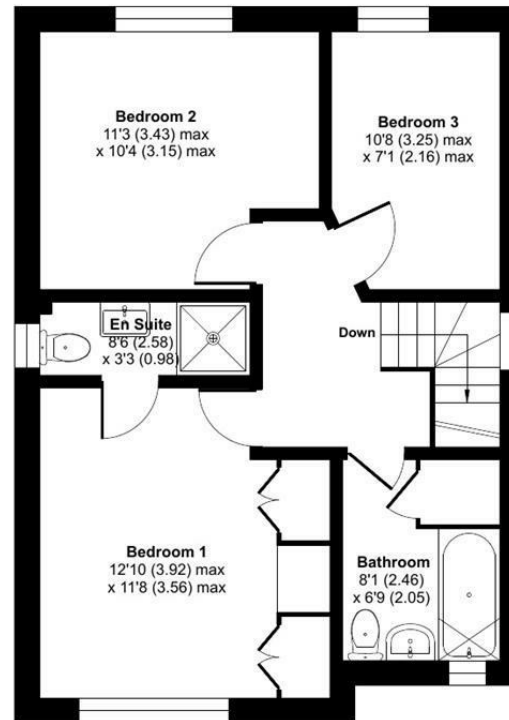 Bedroom 2
11'3 (3.43) max
x 10'4 (3.15) max
Bedroom 3
10'8 (3.25) max
x 7'1 (2.16) max
En Suite
8'6 (2.58)
x 3'3 (0.98)
Down
Bedroom 1
12'10 (3.92) max
x 11'8 (3.56) max
Bathroom
8'1 (2.46)
x 6'9 (2.05)